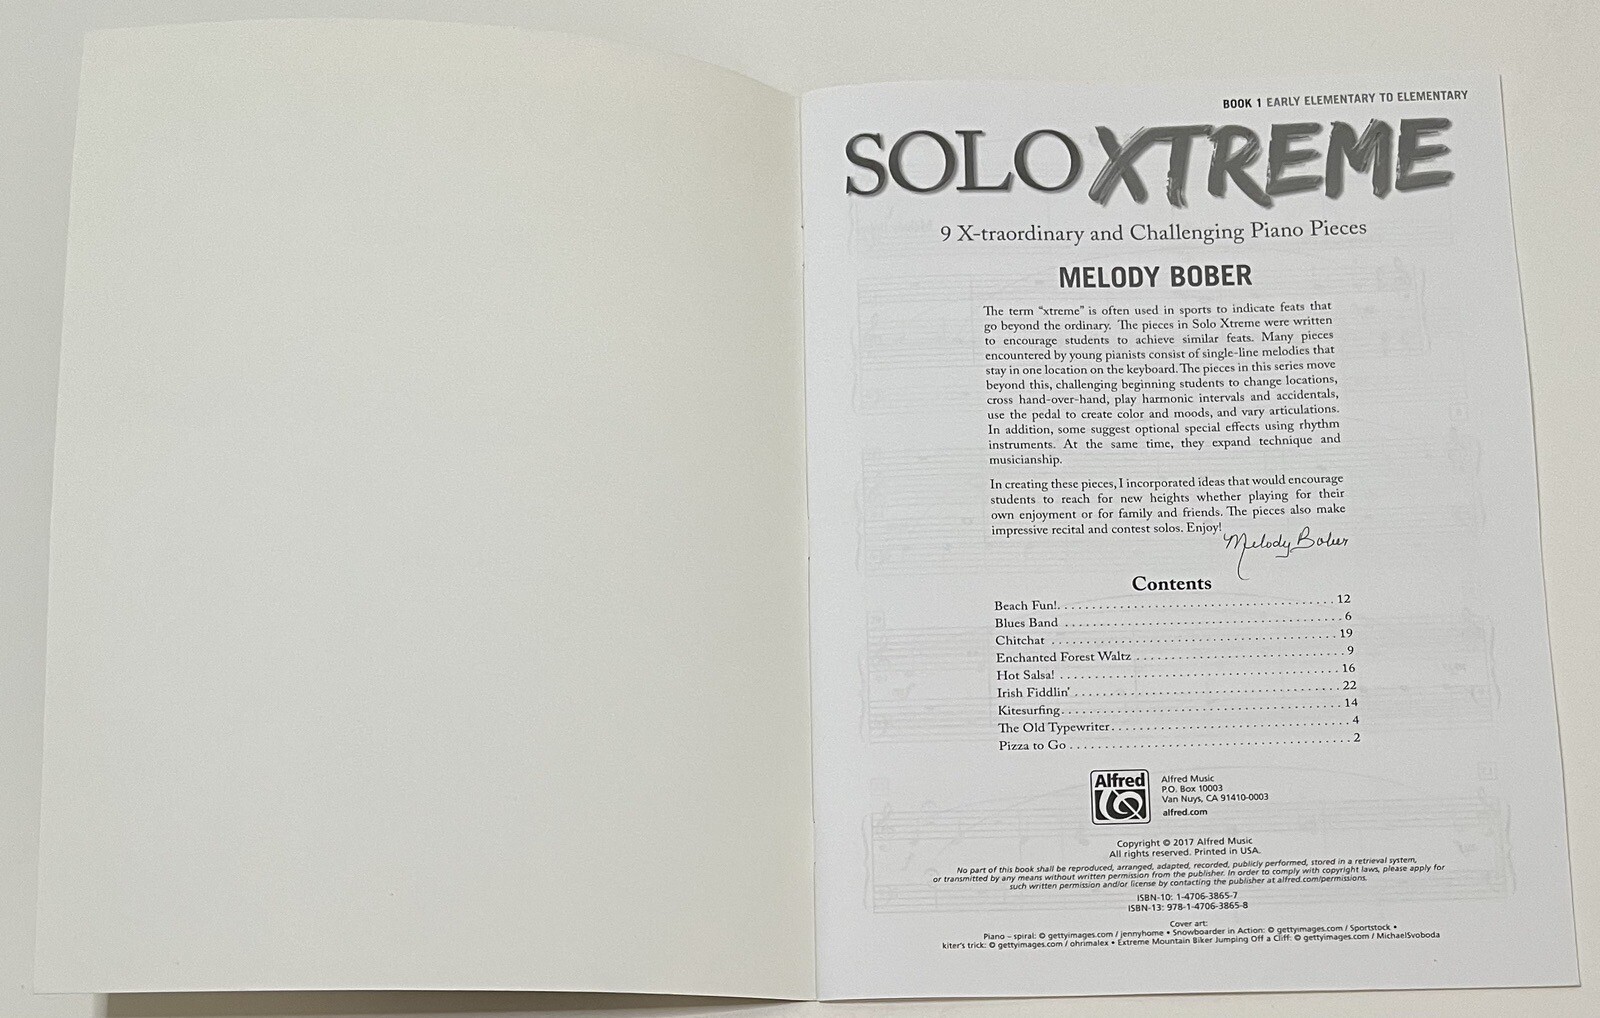 BOOK 1 EARLY ELEMENTARY TO ELEMENTARY
SOLO XTREME
9 X-traordinary and Challenging Piano Pieces
MELODY BOBER
The term “xtreme” is often used in sports to indicate feats that
go beyond the ordinary. The pieces in Solo Xtreme were written
to encourage students to achieve similar feats. Many pieces
encountered by young pianists consist of single-line melodies that
stay in one location on the keyboard. The pieces in this series move
beyond this, challenging beginning students to change locations,
cross hand-over-hand, play harmonic intervals and accidentals,
use the pedal to create color and moods, and vary articulations.
In addition, some suggest optional special effects using rhythm
instruments. At the same time, they expand technique and
musicianship.
In creating these pieces, I incorporated ideas that would encourage
students to reach for new heights whether playing for their
own enjoyment or for family and friends. The pieces also make
impressive recital and contest solos. Enjoy!
Melody Bober
Contents
Beach Fun! . . . . . . . . . . . . . . . . . . . . 12
Blues Band . . . . . . . . . . . . . . . . . . . . 6
Chitchat . . . . . . . . . . . . . . . . . . . . 19
Enchanted Forest Waltz . . . . . . . . . . . . . . . . . . . . 9
Hot Salsa! . . . . . . . . . . . . . . . . . . . . 16
Irish Fiddlin’ . . . . . . . . . . . . . . . . . . . . 22
Kitesurfing . . . . . . . . . . . . . . . . . . . . 14
The Old Typewriter . . . . . . . . . . . . . . . . . . . . 4
Pizza to Go . . . . . . . . . . . . . . . . . . . . 2
Alfred
Alfred Music
P.O. Box 10003
Van Nuys, CA 91410-0003
alfred.com
Copyright © 2017 Alfred Music
All rights reserved. Printed in USA.
No part of this book shall be reproduced, arranged, adapted, recorded, publicly performed, stored in a retrieval system,
or transmitted by any means without written permission from the publisher. In order to comply with copyright laws, please apply for
such written permission and/or license by contacting the publisher at alfred.com/permissions.
ISBN-10: 1-4706-3865-7
ISBN-13: 978-1-4706-3865-8
Cover art:
Piano – spiral: © gettyimages.com / jennyhome • Snowboarder in Action: © gettyimages.com / Sportstock •
kiter's trick: © gettyimages.com / ohrimalex • Extreme Mountain Biker Jumping Off a Cliff: © gettyimages.com / MichaelSvoboda